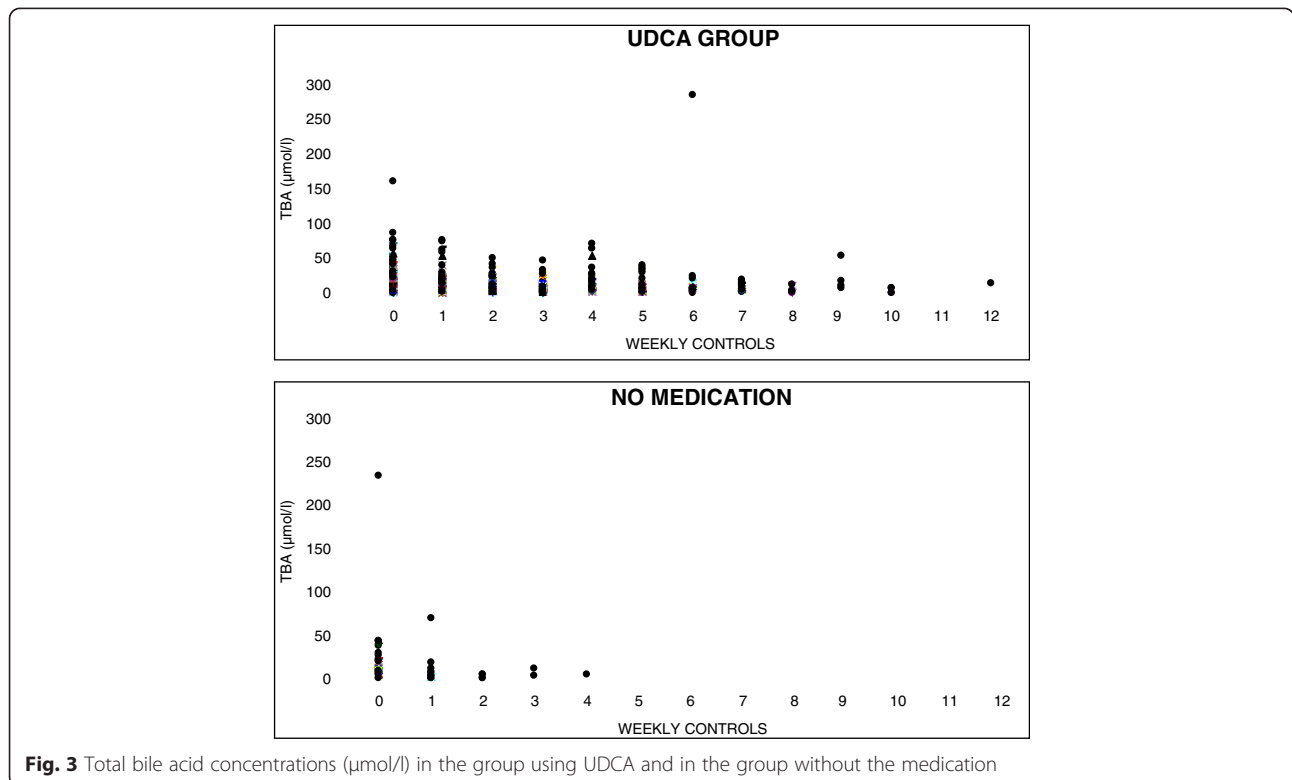 UDCA GROUP
300
250
200
150
100
50
0
TBA (µmol/l)
0 1 2 3 4 5 6 7 8 9 10 11 12
WEEKLY CONTROLS
NO MEDICATION
300
250
200
150
100
50
0
TBA (µmol/l)
0 1 2 3 4 5 6 7 8 9 10 11 12
WEEKLY CONTROLS
Fig. 3 Total bile acid concentrations (µmol/l) in the group using UDCA and in the group without the medication